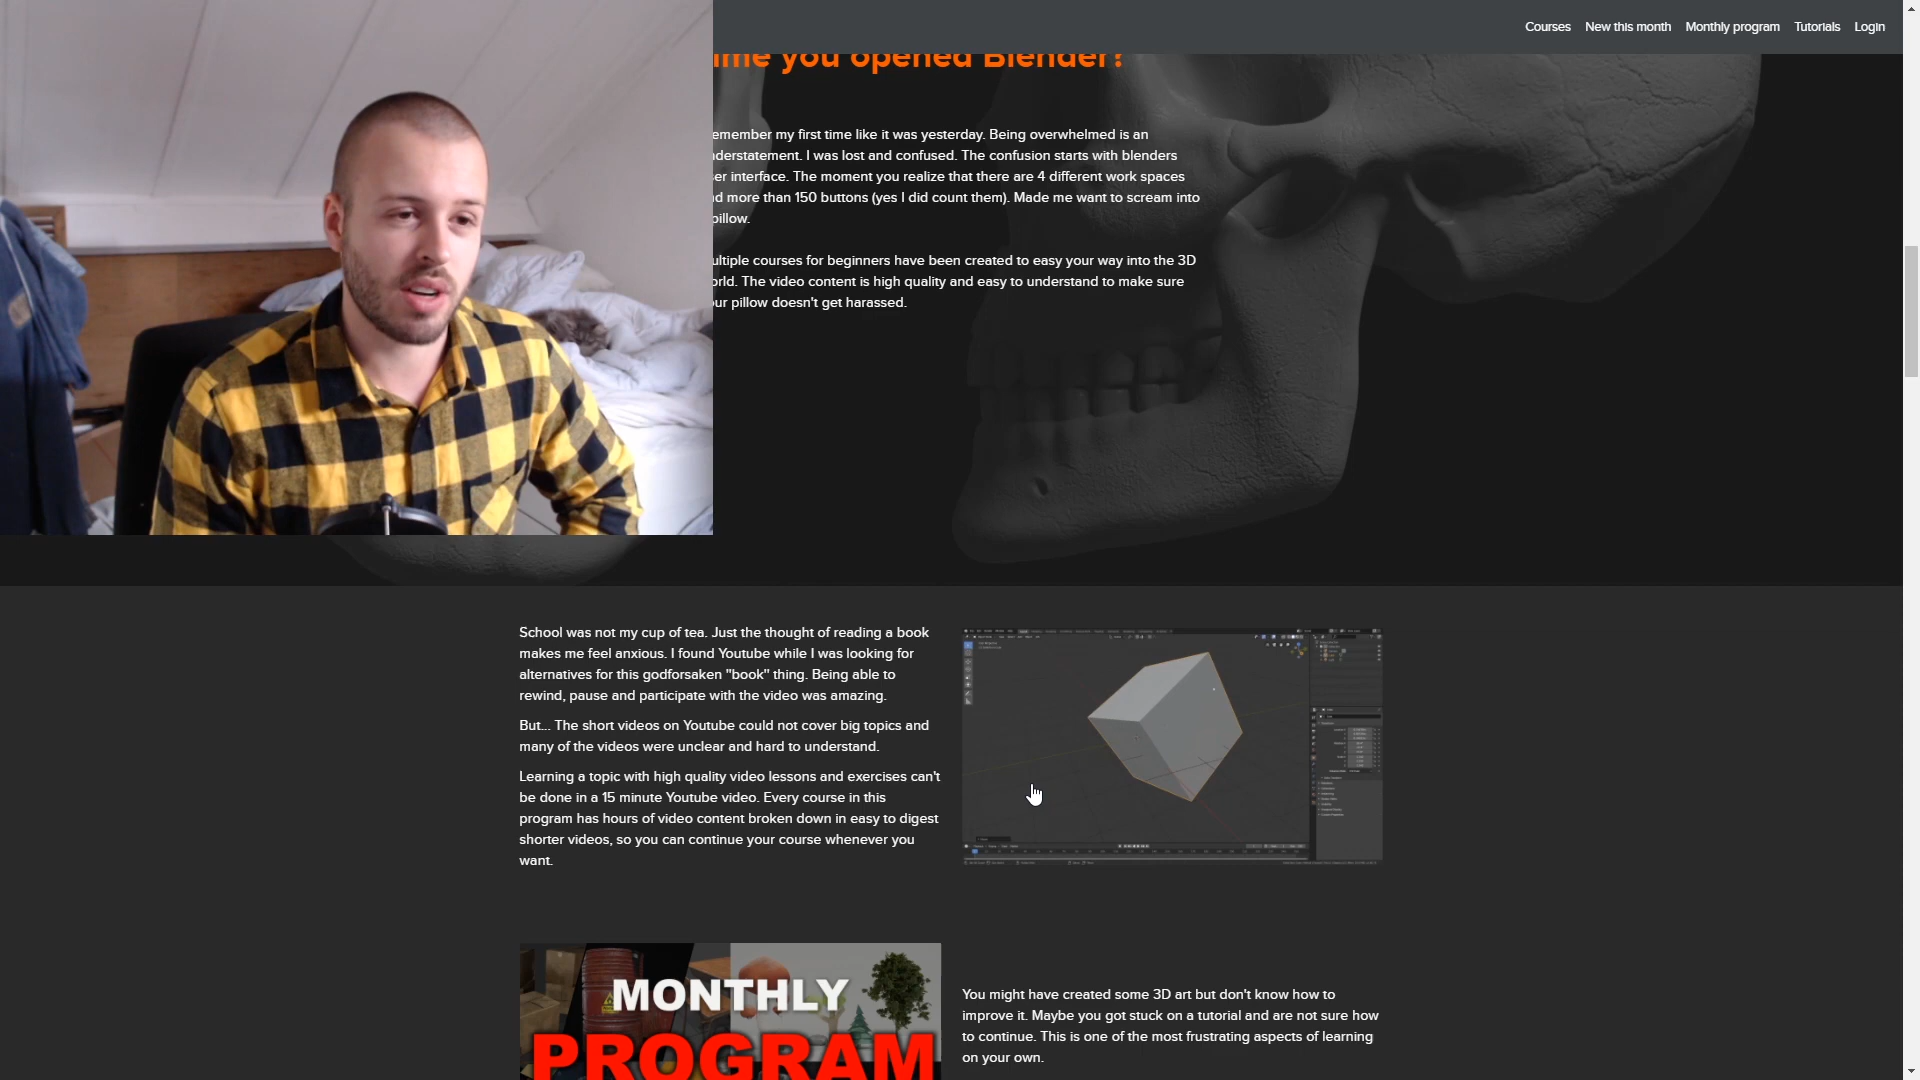 Courses New this month Monthly program Tutorials Login
ime you opened Blender?
emember my first time like it was yesterday. Being overwhelmed is an
derstatement. I was lost and confused. The confusion starts with blenders
er interface. The moment you realize that there are 4 different work spaces
d more than 150 buttons (yes I did count them). Made me want to scream into
pillow.
ultiple courses for beginners have been created to easy your way into the 3D
orld. The video content is high quality and easy to understand to make sure
ur pillow doesn't get harassed.
School was not my cup of tea. Just the thought of reading a book
makes me feel anxious. I found Youtube while I was looking for
alternatives for this godforsaken "book" thing. Being able to
rewind, pause and participate with the video was amazing.
But... The short videos on Youtube could not cover big topics and
many of the videos were unclear and hard to understand.
Learning a topic with high quality video lessons and exercises can't
be done in a 15 minute Youtube video. Every course in this
program has hours of video content broken down in easy to digest
shorter videos, so you can continue your course whenever you
want.
MONTHLY
PROGRAM
You might have created some 3D art but don't know how to
improve it. Maybe you got stuck on a tutorial and are not sure how
to continue. This is one of the most frustrating aspects of learning
on your own.